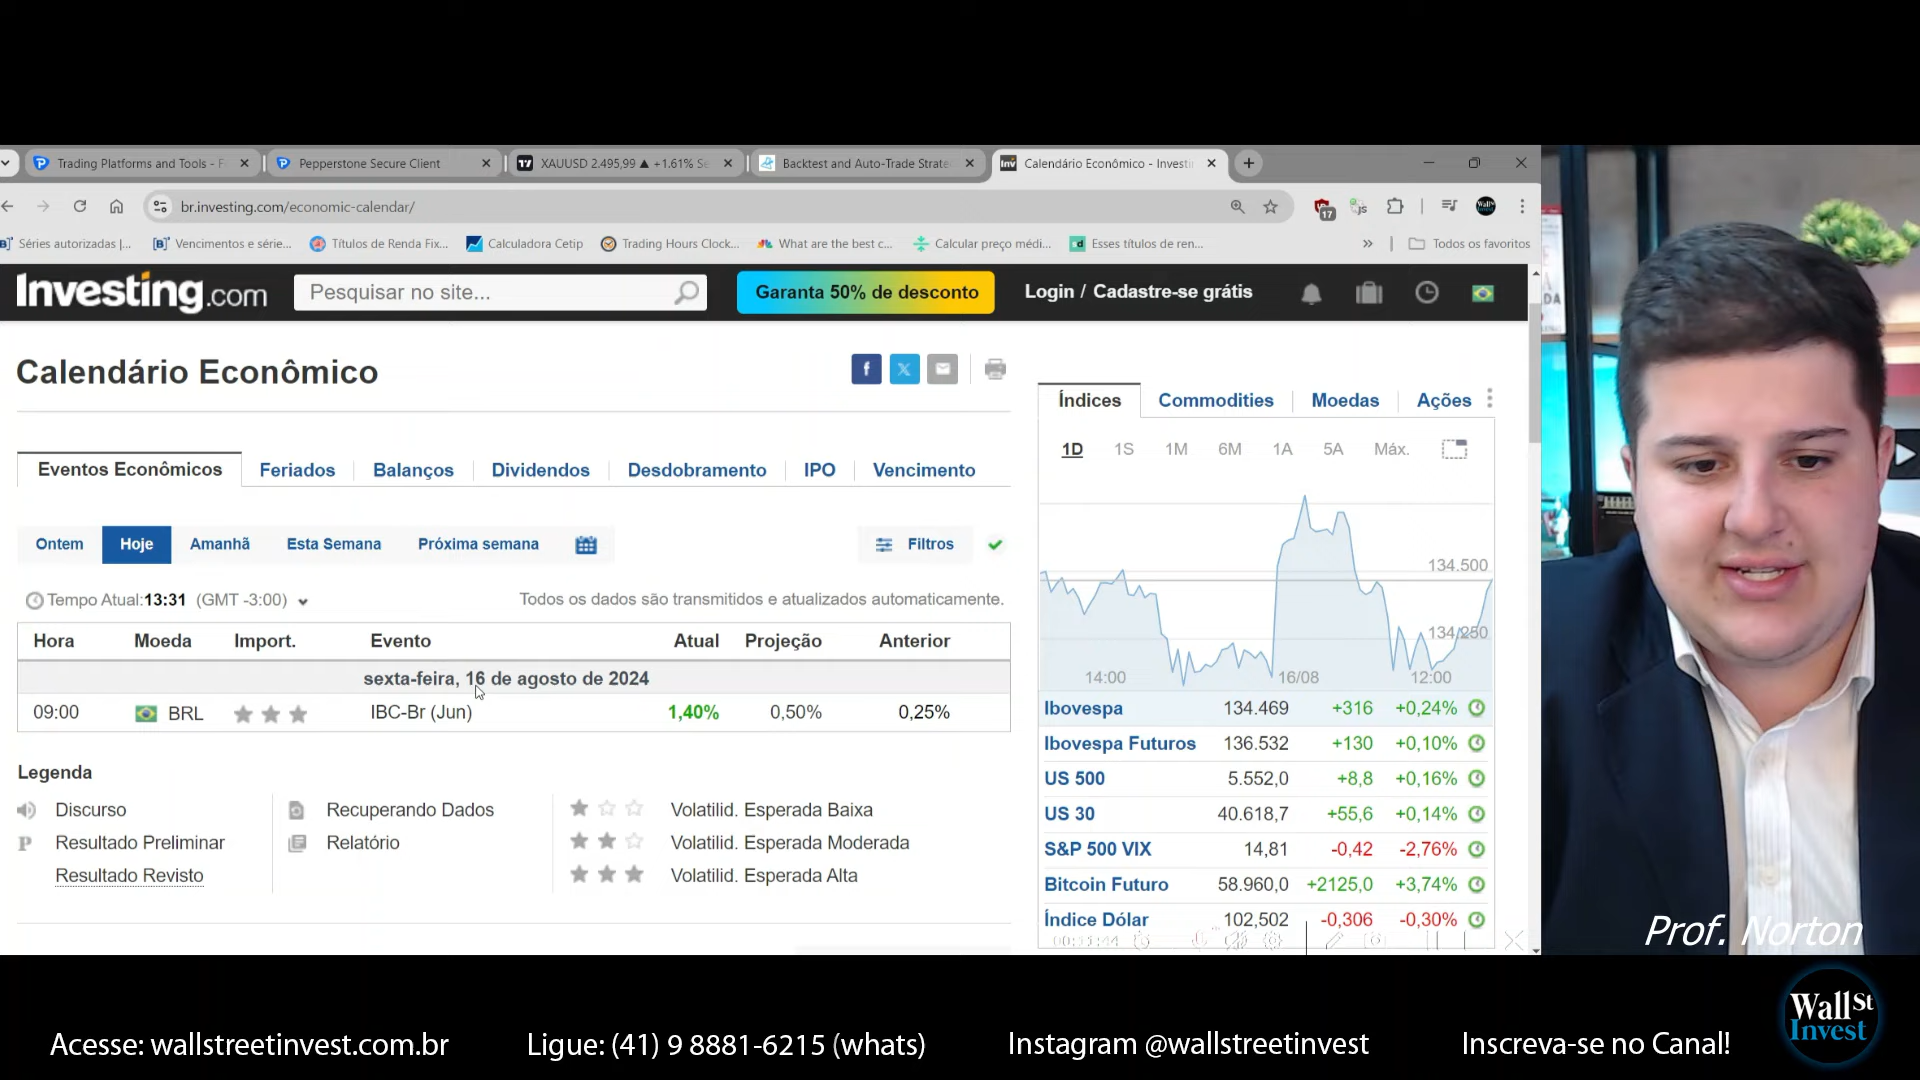 Trading Platforms and Tools - F
Pepperstone Secure Client
XAUUSD 2.495,99 ▲ +1.61% Se
Backtest and Auto-Trade Strate
Calendário Econômico - Investi
br.investing.com/economic-calendar/
17
Séries autorizadas |...
Vencimentos e série...
Títulos de Renda Fix...
Calculadora Cetip
Trading Hours Clock...
What are the best c...
Calcular preço médi...
Esses títulos de ren...
Todos os favoritos
Investing.com
Pesquisar no site...
Garanta 50% de desconto
Login / Cadastre-se grátis
Calendário Econômico
Eventos Econômicos
Feriados
Balanços
Dividendos
Desdobramento
IPO
Vencimento
Ontem
Hoje
Amanhã
Esta Semana
Próxima semana
Filtros
Tempo Atual:13:31 (GMT -3:00)
Todos os dados são transmitidos e atualizados automaticamente.
Hora Moeda Import. Evento Atual Projeção Anterior
sexta-feira, 16 de agosto de 2024
09:00 BRL IBC-Br (Jun) 1,40% 0,50% 0,25%
Legenda
Discurso
Resultado Preliminar
Resultado Revisto
Recuperando Dados
Relatório
Volatilid. Esperada Baixa
Volatilid. Esperada Moderada
Volatilid. Esperada Alta
Índices
Commodities
Moedas
Ações
1D 1S 1M 6M 1A 5A Máx.
134.500
134.250
14:00 16/08 12:00
Ibovespa 134.469 +316 +0,24%
Ibovespa Futuros 136.532 +130 +0,10%
US 500 5.552,0 +8,8 +0,16%
US 30 40.618,7 +55,6 +0,14%
S&P 500 VIX 14,81 -0,42 -2,76%
Bitcoin Futuro 58.960,0 +2125,0 +3,74%
Índice Dólar 102,502 -0,306 -0,30%
Prof. Norton
Acesse: wallstreetinvest.com.br
Ligue: (41) 9 8881-6215 (whats)
Instagram @wallstreetinvest
Inscreva-se no Canal!
Wall St
Invest